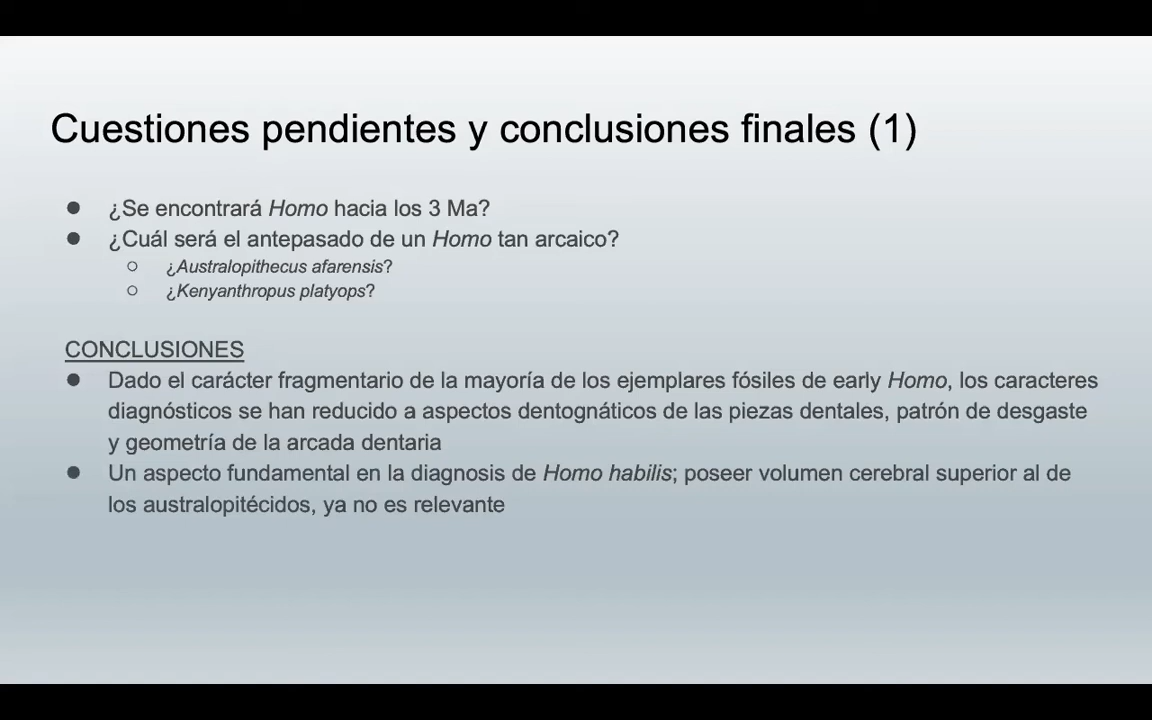 Cuestiones pendientes y conclusiones finales (1)
● ¿Se encontrará Homo hacia los 3 Ma?
● ¿Cuál será el antepasado de un Homo tan arcaico?
○ ¿Australopithecus afarensis?
○ ¿Kenyanthropus platyops?
CONCLUSIONES
● Dado el carácter fragmentario de la mayoría de los ejemplares fósiles de early Homo, los caracteres
diagnósticos se han reducido a aspectos dentognáticos de las piezas dentales, patrón de desgaste
y geometría de la arcada dentaria
● Un aspecto fundamental en la diagnosis de Homo habilis; poseer volumen cerebral superior al de
los australopitécidos, ya no es relevante